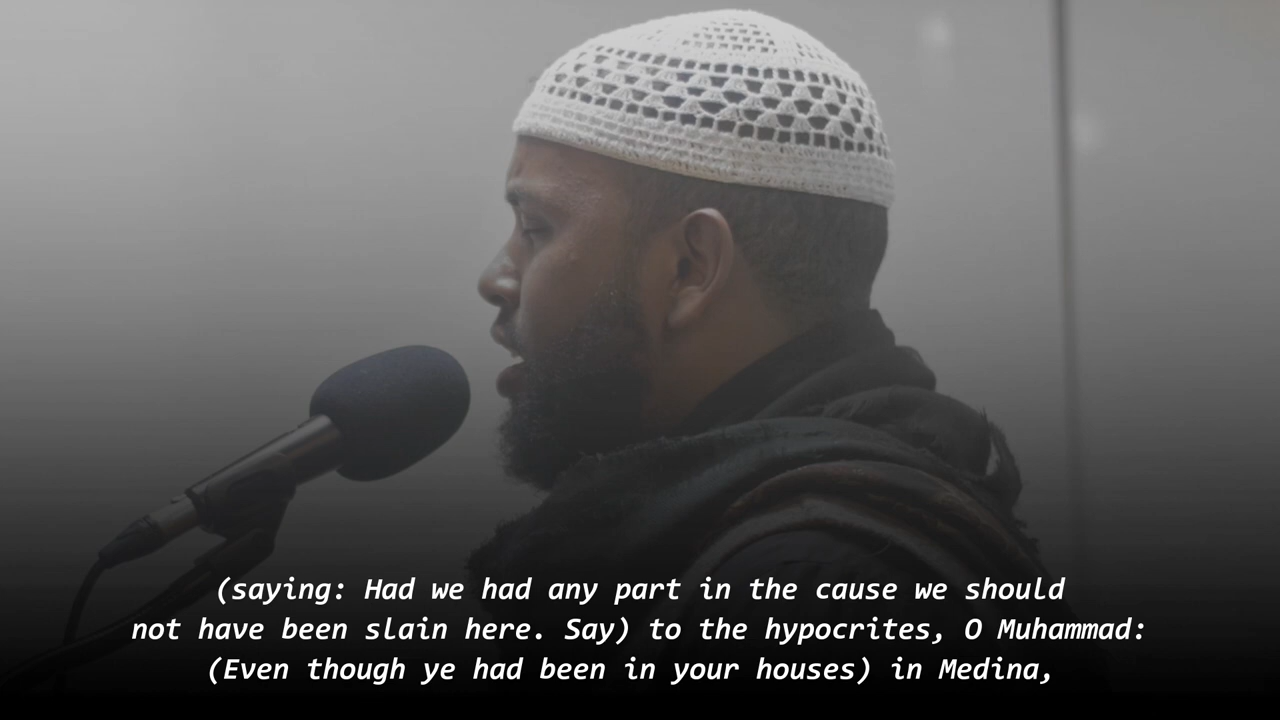 (saying: Had we had any part in the cause we should
not have been slain here. Say) to the hypocrites, O Muhammad:
(Even though ye had been in your houses) in Medina,